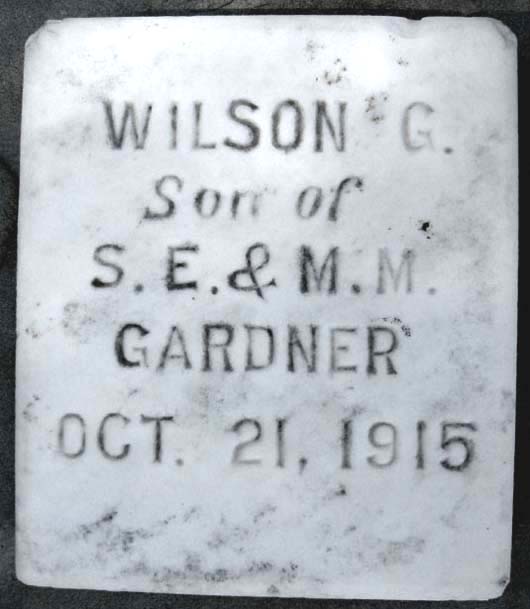 WILSON G.
Son of
S. E. & M. M.
GARDNER
OCT. 21, 1915